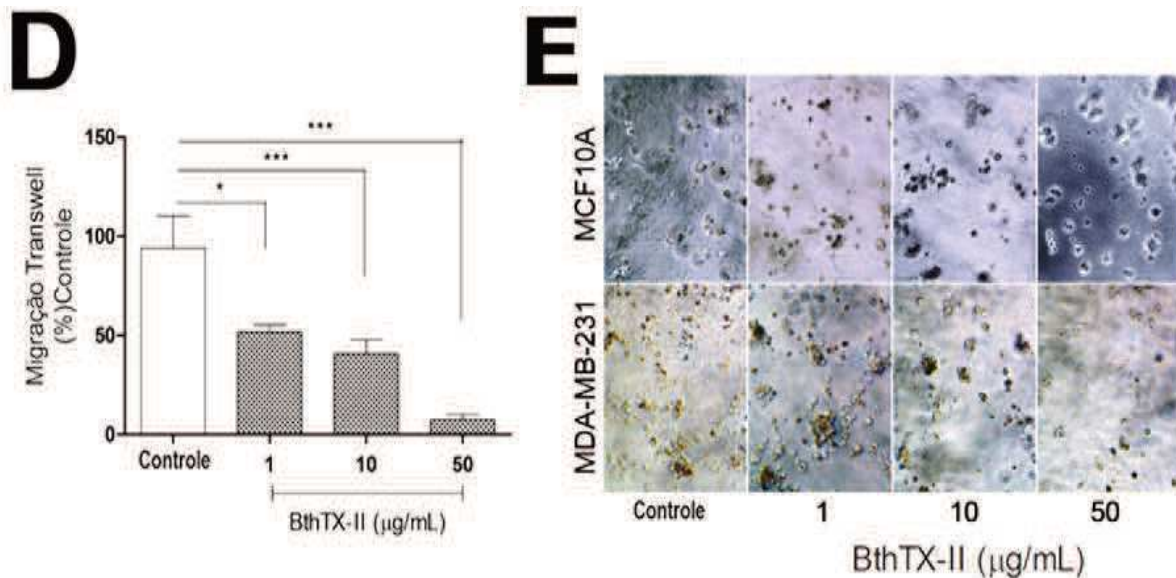 D
150
100
50
0
Migração Transwell
(%)Controle
***
***
*
Controle
1
10
50
BthTX-II (µg/mL)
E
MCF10A
MDA-MB-231
Controle
1
10
50
BthTX-II (µg/mL)